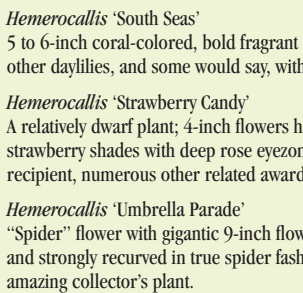 Hemerocallis ‘South Seas’
5 to 6-inch coral-colored, bold fragrant
other daylilies, and some would say, with
Hemerocallis ‘Strawberry Candy’
A relatively dwarf plant; 4-inch flowers h
strawberry shades with deep rose eyezon
recipient, numerous other related award
Hemerocallis ‘Umbrella Parade’
“Spider” flower with gigantic 9-inch flow
and strongly recurved in true spider fash
amazing collector’s plant.